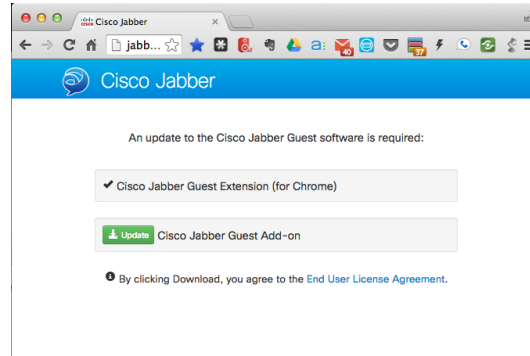 Cisco Jabber
jabb...
40
37
Cisco Jabber
An update to the Cisco Jabber Guest software is required:
Cisco Jabber Guest Extension (for Chrome)
Update Cisco Jabber Guest Add-on
By clicking Download, you agree to the End User License Agreement.